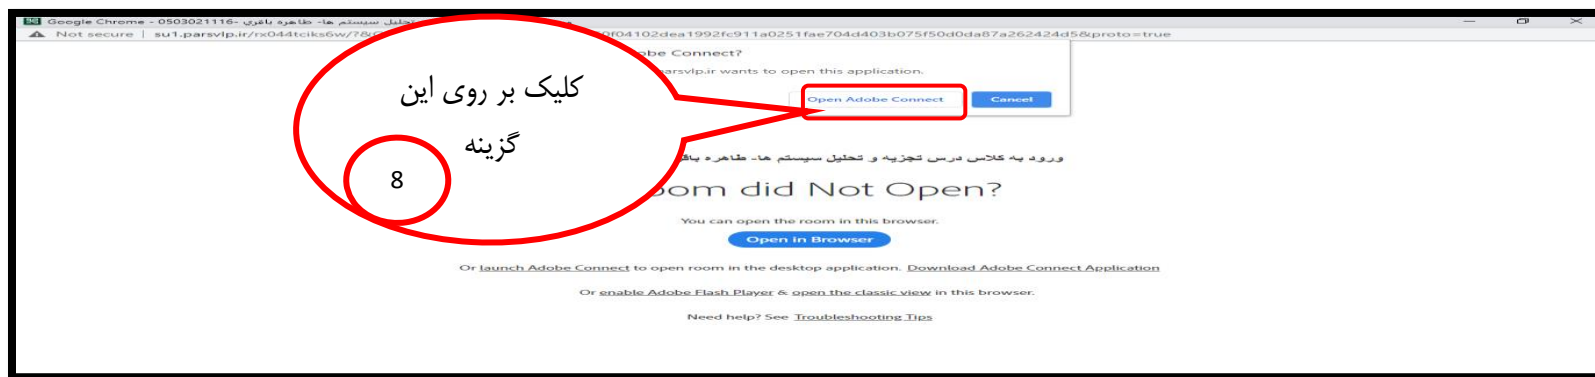 تحلیل سیستم ها- طاهره باقری -0503021116 - Google Chrome
Not secure | su1.parsvlp.ir/rx044tciks6w/?
0f04102dea1992fc911a0251fae704d403b075f50d0da87a262424d5&proto=true
obe Connect?
arsvlp.ir wants to open this application.
Open Adobe Connect
Cancel
کلیک بر روی این
گزینه
8
ورود به کلاس درس تجزیه و تحلیل سیستم ها- طاهره
oom did Not Open?
You can open the room in this browser.
Open in Browser
Or launch Adobe Connect to open room in the desktop application. Download Adobe Connect Application
Or enable Adobe Flash Player & open the classic view in this browser.
Need help? See Troubleshooting Tips